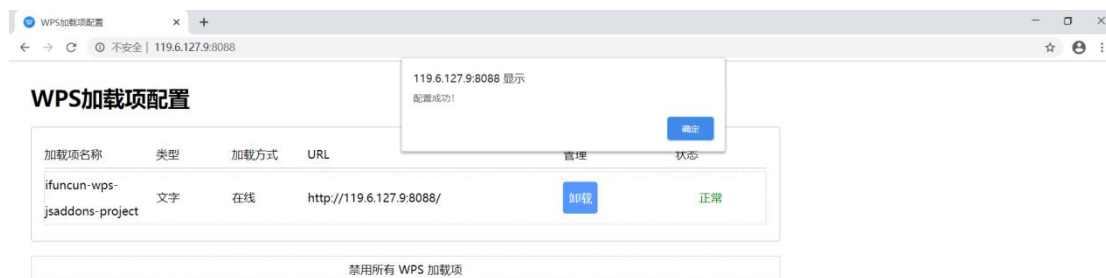 WPS加载项配置
不安全 | 119.6.127.9:8088
119.6.127.9:8088 显示
配置成功!
确定
WPS加载项配置
加载项名称 类型 加载方式 URL 管理 状态
ifuncun-wps-
jsaddons-project 文字 在线 http://119.6.127.9:8088/ 卸载 正常
禁用所有 WPS 加载项